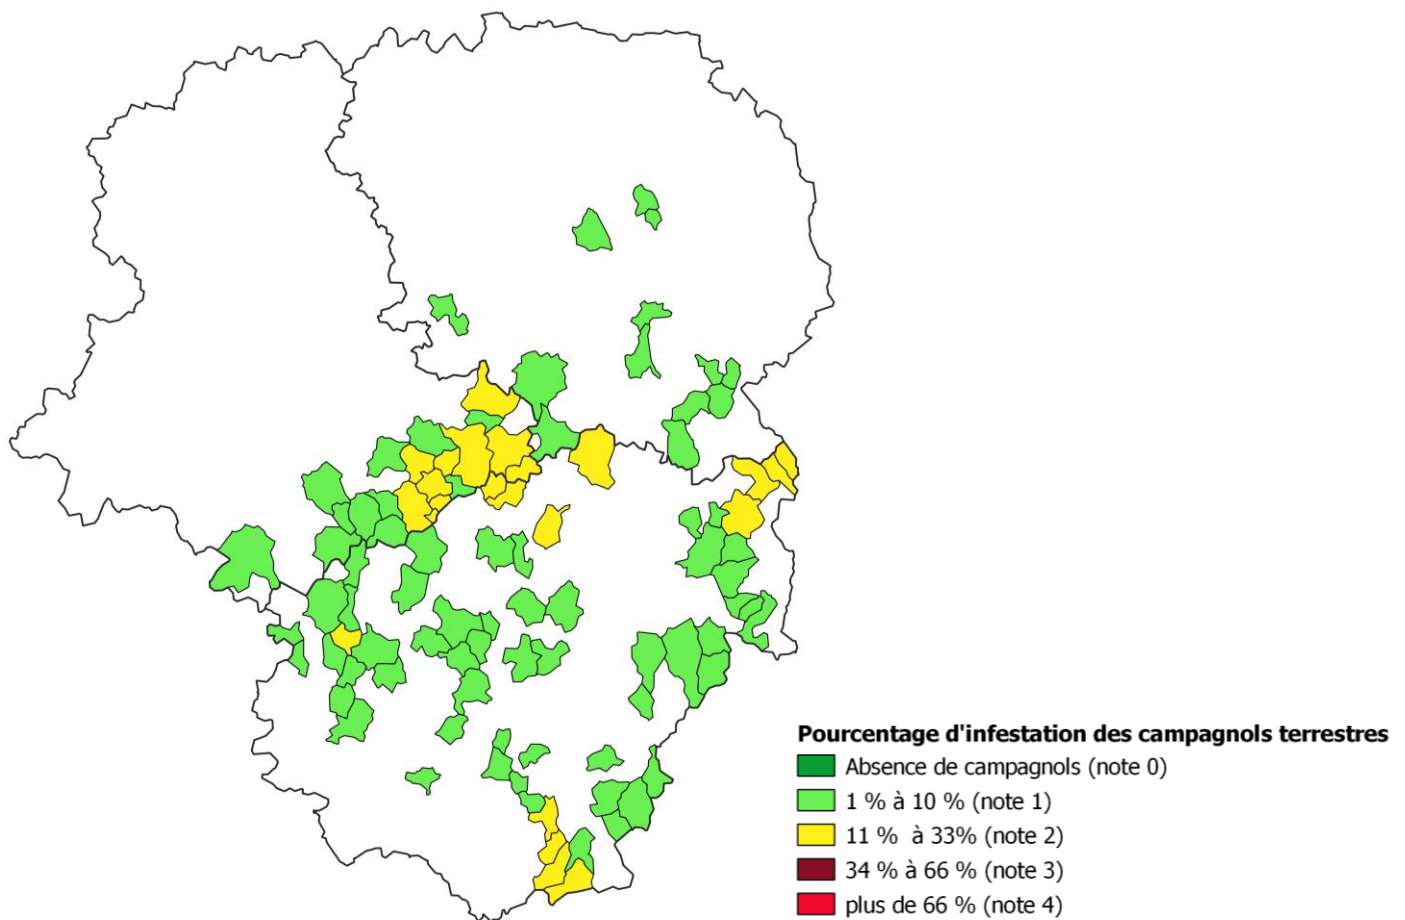 Pourcentage d'infestation des campagnols terrestres
Absence de campagnols (note 0)
1 % à 10 % (note 1)
11 % à 33% (note 2)
34 % à 66 % (note 3)
plus de 66 % (note 4)